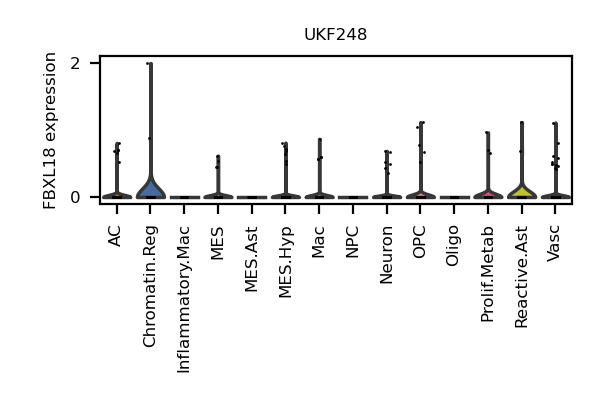 UKF248
FBXL18 expression
2
0
AC
Chromatin.Reg
Inflammatory.Mac
MES
MES.Ast
MES.Hyp
Mac
NPC
Neuron
OPC
Oligo
Prolif.Metab
Reactive.Ast
Vasc